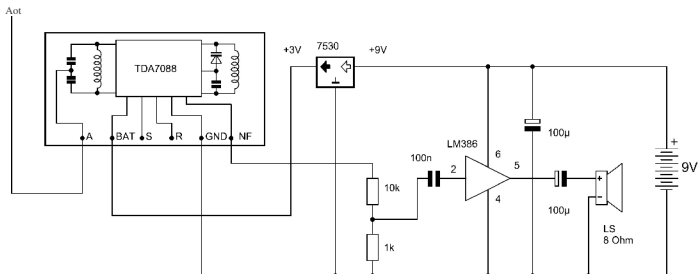 Aot
+3V
7530
+9V
TDA7088
A
BAT
S
R
GND
NF
LM386
100n
2
6
5
4
100µ
100µ
10k
1k
+
-
LS
8 Ohm
+
9V